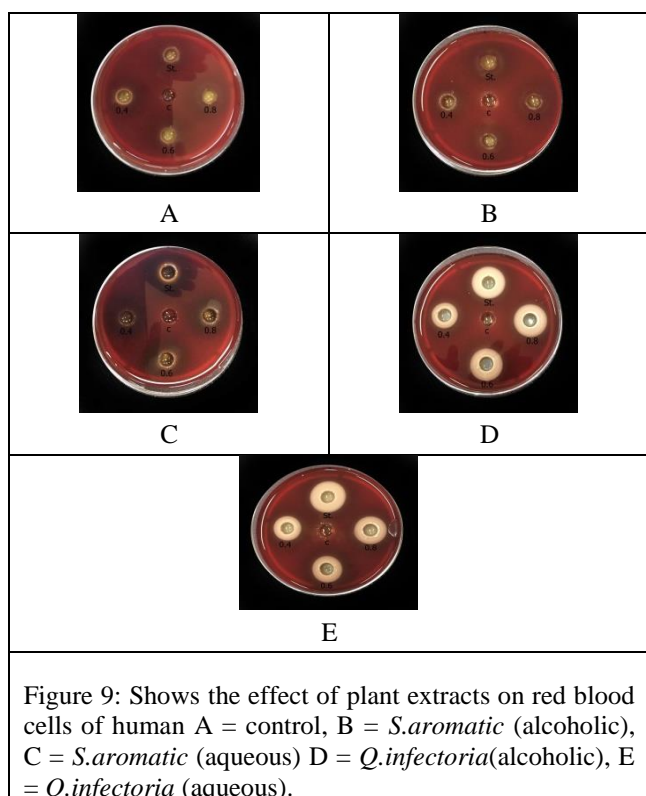 St.
0.4
c
0.8
0.6
A
St.
0.4
c
0.8
0.6
B
St.
0.4
c
0.8
0.6
C
St.
0.4
c
0.8
0.6
D
St.
0.4
c
0.8
0.6
E
Figure 9: Shows the effect of plant extracts on red blood
cells of human A = control, B = S.aromatic (alcoholic),
C = S.aromatic (aqueous) D = Q.infectoria(alcoholic), E
= Q.infectoria (aqueous).